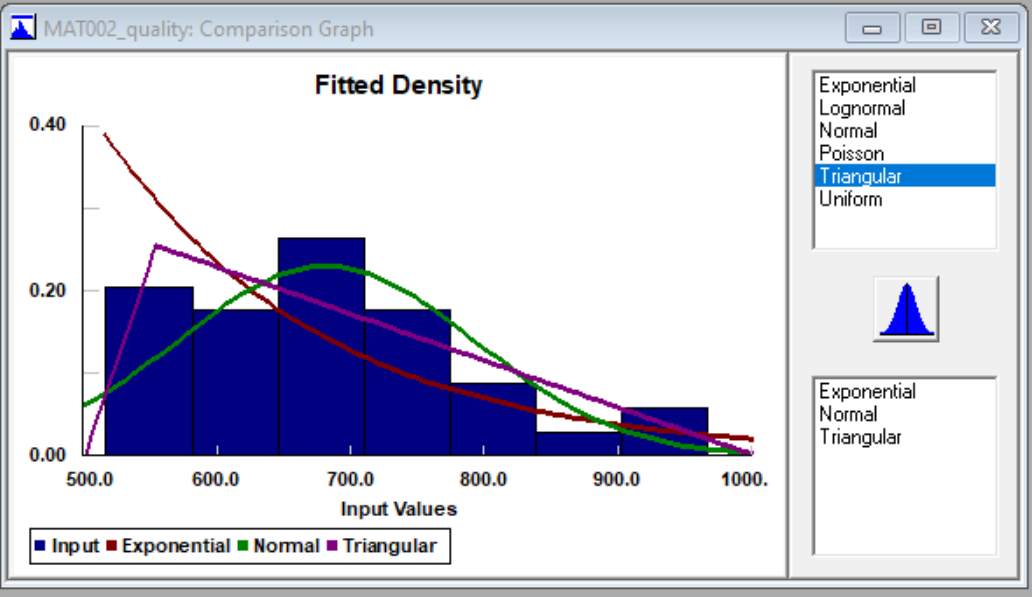 MAT002_quality: Comparison Graph
Fitted Density
0.40
0.20
0.00
500.0 600.0 700.0 800.0 900.0 1000.
Input Values
Input Exponential Normal Triangular
Exponential
Lognormal
Normal
Poisson
Triangular
Uniform
Exponential
Normal
Triangular